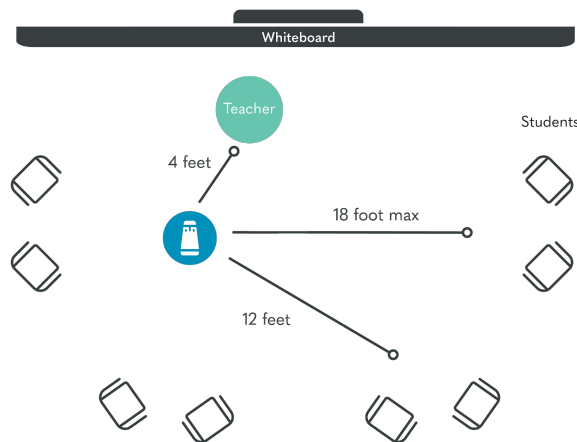 Whiteboard
Teacher
Students
4 feet
18 foot max
12 feet